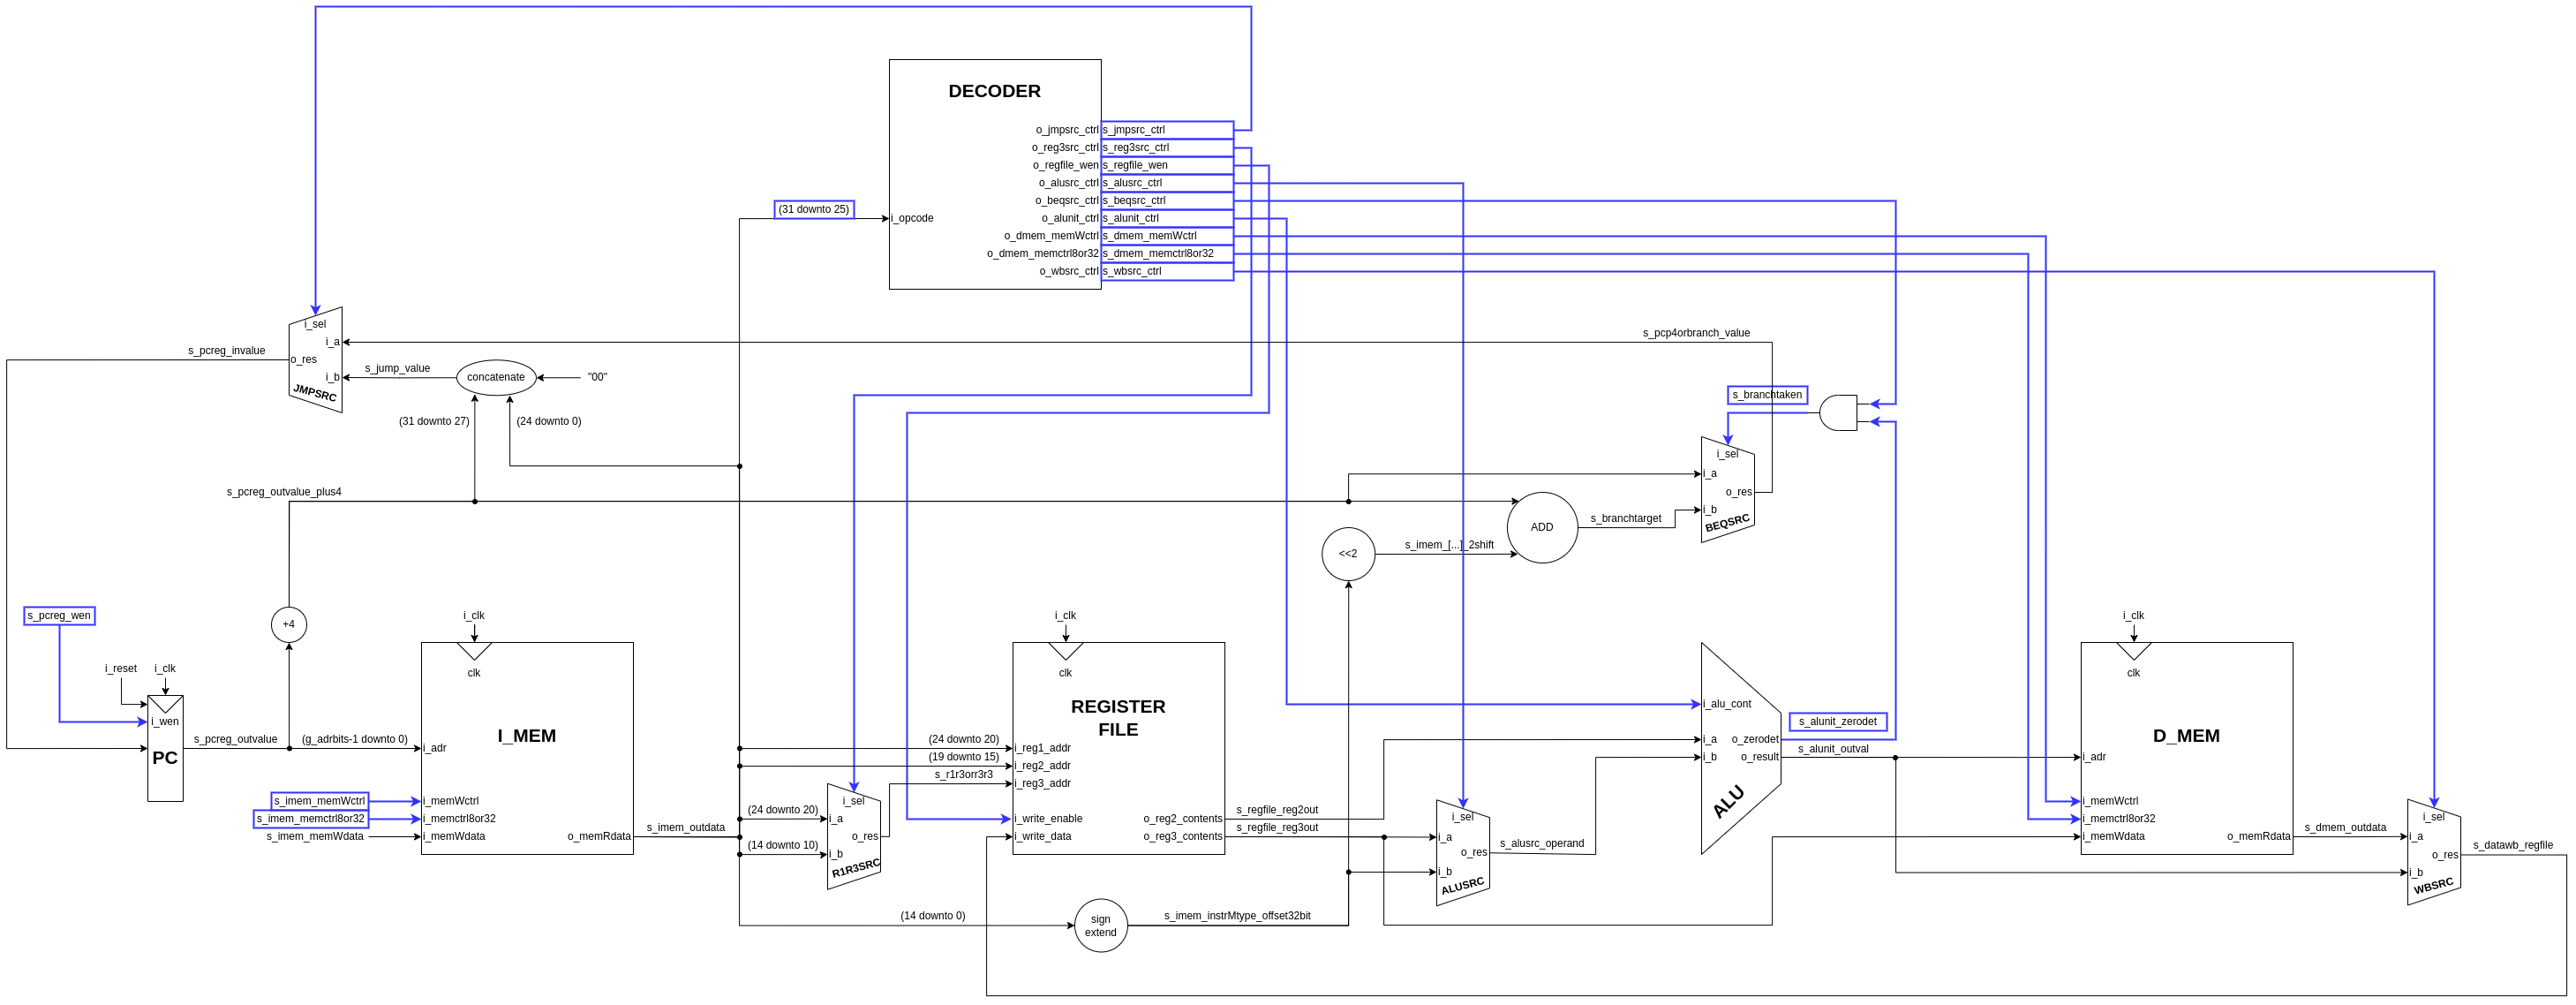 DECODER
o_jmpsrc_ctrl s_jmpsrc_ctrl
o_reg3src_ctrl s_reg3src_ctrl
o_regfile_wen s_regfile_wen
o_alusrc_ctrl s_alusrc_ctrl
o_beqsrc_ctrl s_beqsrc_ctrl
(31 downto 25)
i_opcode
o_alunit_ctrl s_alunit_ctrl
o_dmem_memWctrl s_dmem_memWctrl
o_dmem_memctrl8or32 s_dmem_memctrl8or32
o_wbsrc_ctrl s_wbsrc_ctrl
i_sel
i_a
o_res
i_b
JMPSRC
s_pcreg_invalue
s_jump_value
concatenate
"00"
(31 downto 27)
(24 downto 0)
s_pcp4orbranch_value
s_branchtaken
i_sel
i_a
o_res
i_b
BEQSRC
s_pcreg_outvalue_plus4
ADD
s_branchtarget
<<2
s_imem_[...]_2shift
s_pcreg_wen
+4
i_reset
i_clk
i_wen
PC
s_pcreg_outvalue
(g_adrbits-1 downto 0)
i_clk
clk
I_MEM
i_adr
s_imem_memWctrl
i_memWctrl
s_imem_memctrl8or32
i_memctrl8or32
s_imem_memWdata
i_memWdata
o_memRdata
s_imem_outdata
i_clk
clk
REGISTER
FILE
(24 downto 20)
i_reg1_addr
(19 downto 15)
i_reg2_addr
s_r1r3orr3r3
i_reg3_addr
(24 downto 20)
(14 downto 10)
i_sel
i_a
o_res
i_b
R1R3SRC
i_write_enable
i_write_data
o_reg2_contents
o_reg3_contents
s_regfile_reg2out
s_regfile_reg3out
(14 downto 0)
sign
extend
s_imem_instrMtype_offset32bit
i_sel
i_a
o_res
i_b
ALUSRC
s_alusrc_operand
i_alu_cont
i_a
o_zerodet
i_b
o_result
ALU
s_alunit_zerodet
s_alunit_outval
i_clk
clk
D_MEM
i_adr
i_memWctrl
i_memctrl8or32
i_memWdata
o_memRdata
s_dmem_outdata
i_sel
i_a
o_res
i_b
WBSRC
s_datawb_regfile